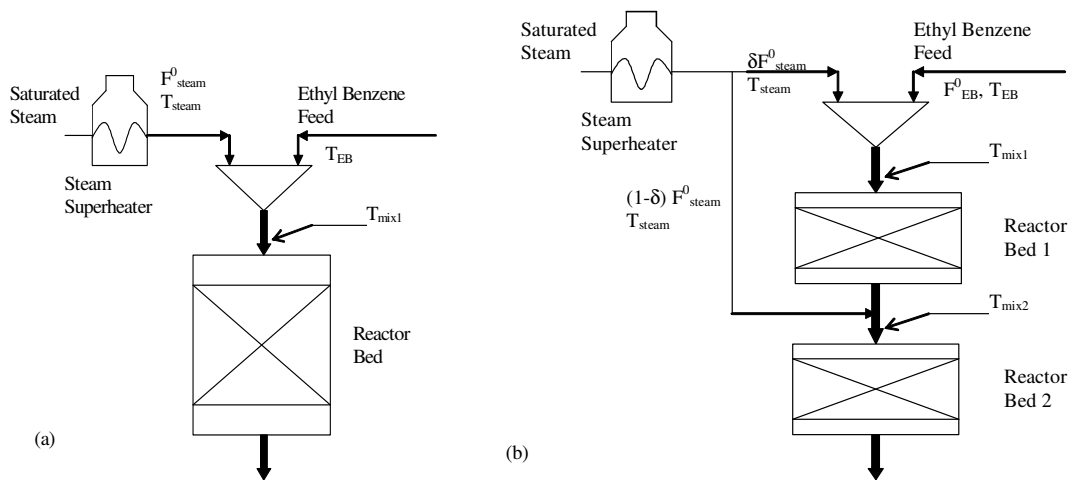 Saturated
Steam
F⁰steam
Tsteam
Ethyl Benzene
Feed
TEB
Steam
Superheater
Tmix1
Reactor
Bed
(a)
Saturated
Steam
δF⁰steam
Tsteam
Ethyl Benzene
Feed
F⁰EB, TEB
Steam
Superheater
Tmix1
(1-δ) F⁰steam
Tsteam
Reactor
Bed 1
Tmix2
Reactor
Bed 2
(b)